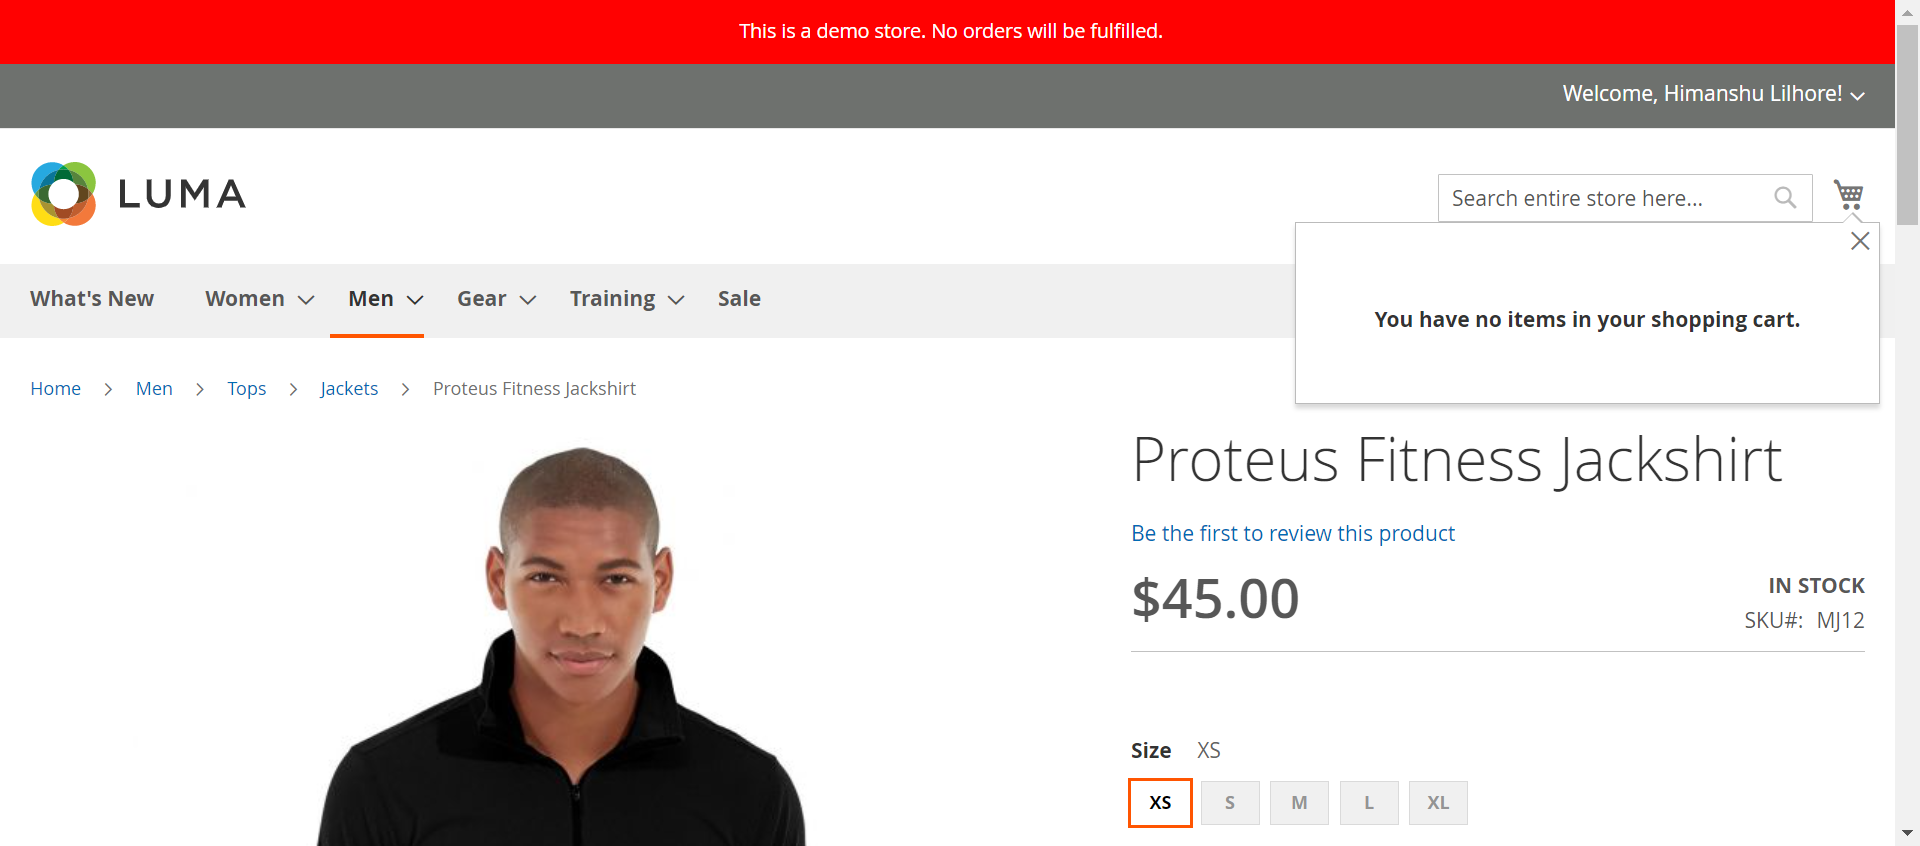 This is a demo store. No orders will be fulfilled.
Welcome, Himanshu Lilhore!
LUMA
Search entire store here...
You have no items in your shopping cart.
What's New Women Men Gear Training Sale
Home Men Tops Jackets Proteus Fitness Jackshirt
Proteus Fitness Jackshirt
Be the first to review this product
$45.00
IN STOCK
SKU#: MJ12
Size XS
XS S M L XL